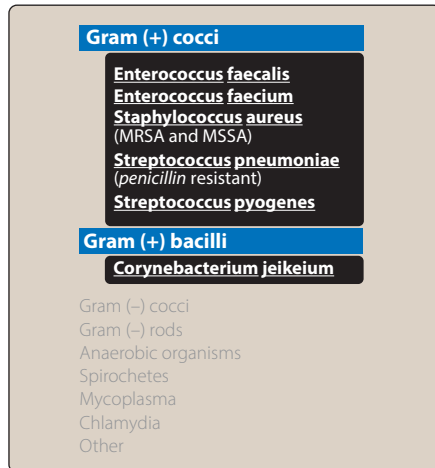 Gram (+) cocci
Enterococcus faecalis
Enterococcus faecium
Staphylococcus aureus
(MRSA and MSSA)
Streptococcus pneumoniae
(penicillin resistant)
Streptococcus pyogenes
Gram (+) bacilli
Corynebacterium jeikeium
Gram (–) cocci
Gram (–) rods
Anaerobic organisms
Spirochetes
Mycoplasma
Chlamydia
Other